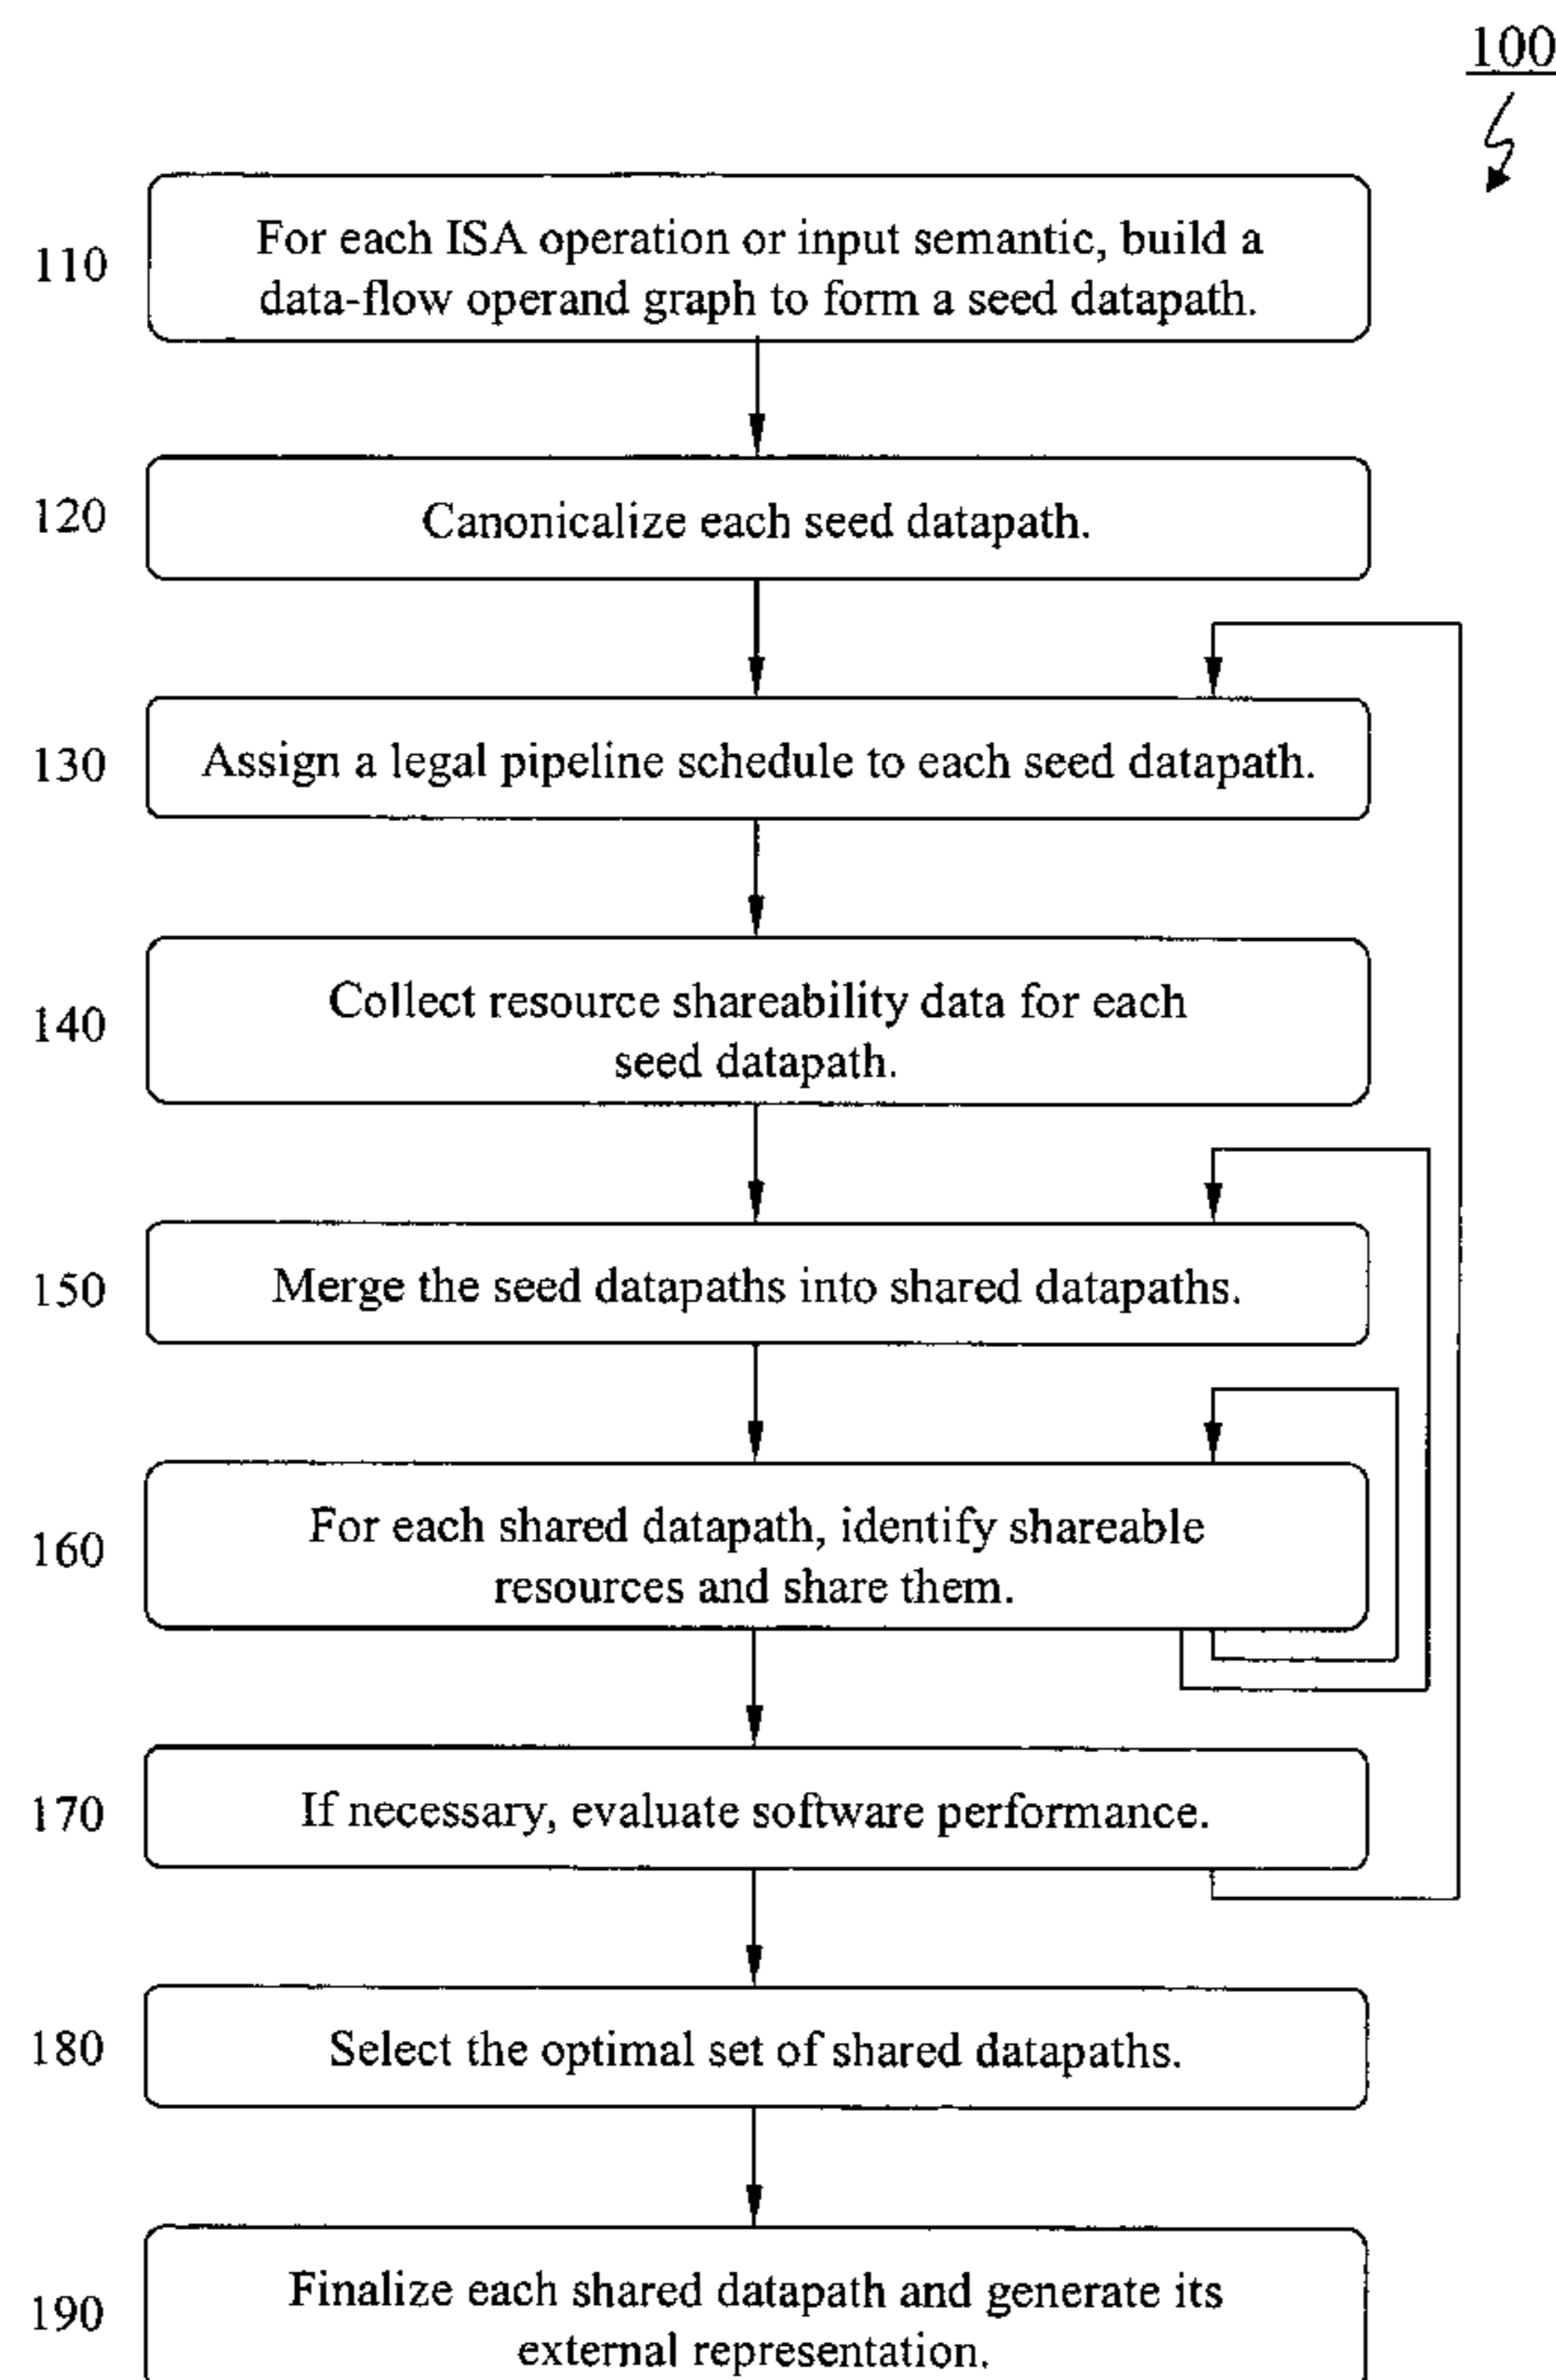 100
110
For each ISA operation or input semantic, build a
data-flow operand graph to form a seed datapath.
120
Canonicalize each seed datapath.
130
Assign a legal pipeline schedule to each seed datapath.
140
Collect resource shareability data for each
seed datapath.
150
Merge the seed datapaths into shared datapaths.
160
For each shared datapath, identify shareable
resources and share them.
170
If necessary, evaluate software performance.
180
Select the optimal set of shared datapaths.
190
Finalize each shared datapath and generate its
external representation.